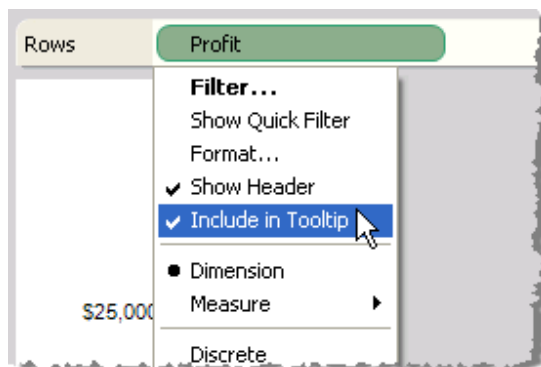 Rows Profit
Filter...
Show Quick Filter
Format...
Show Header
Include in Tooltip
Dimension
Measure
$25,000
Discrete